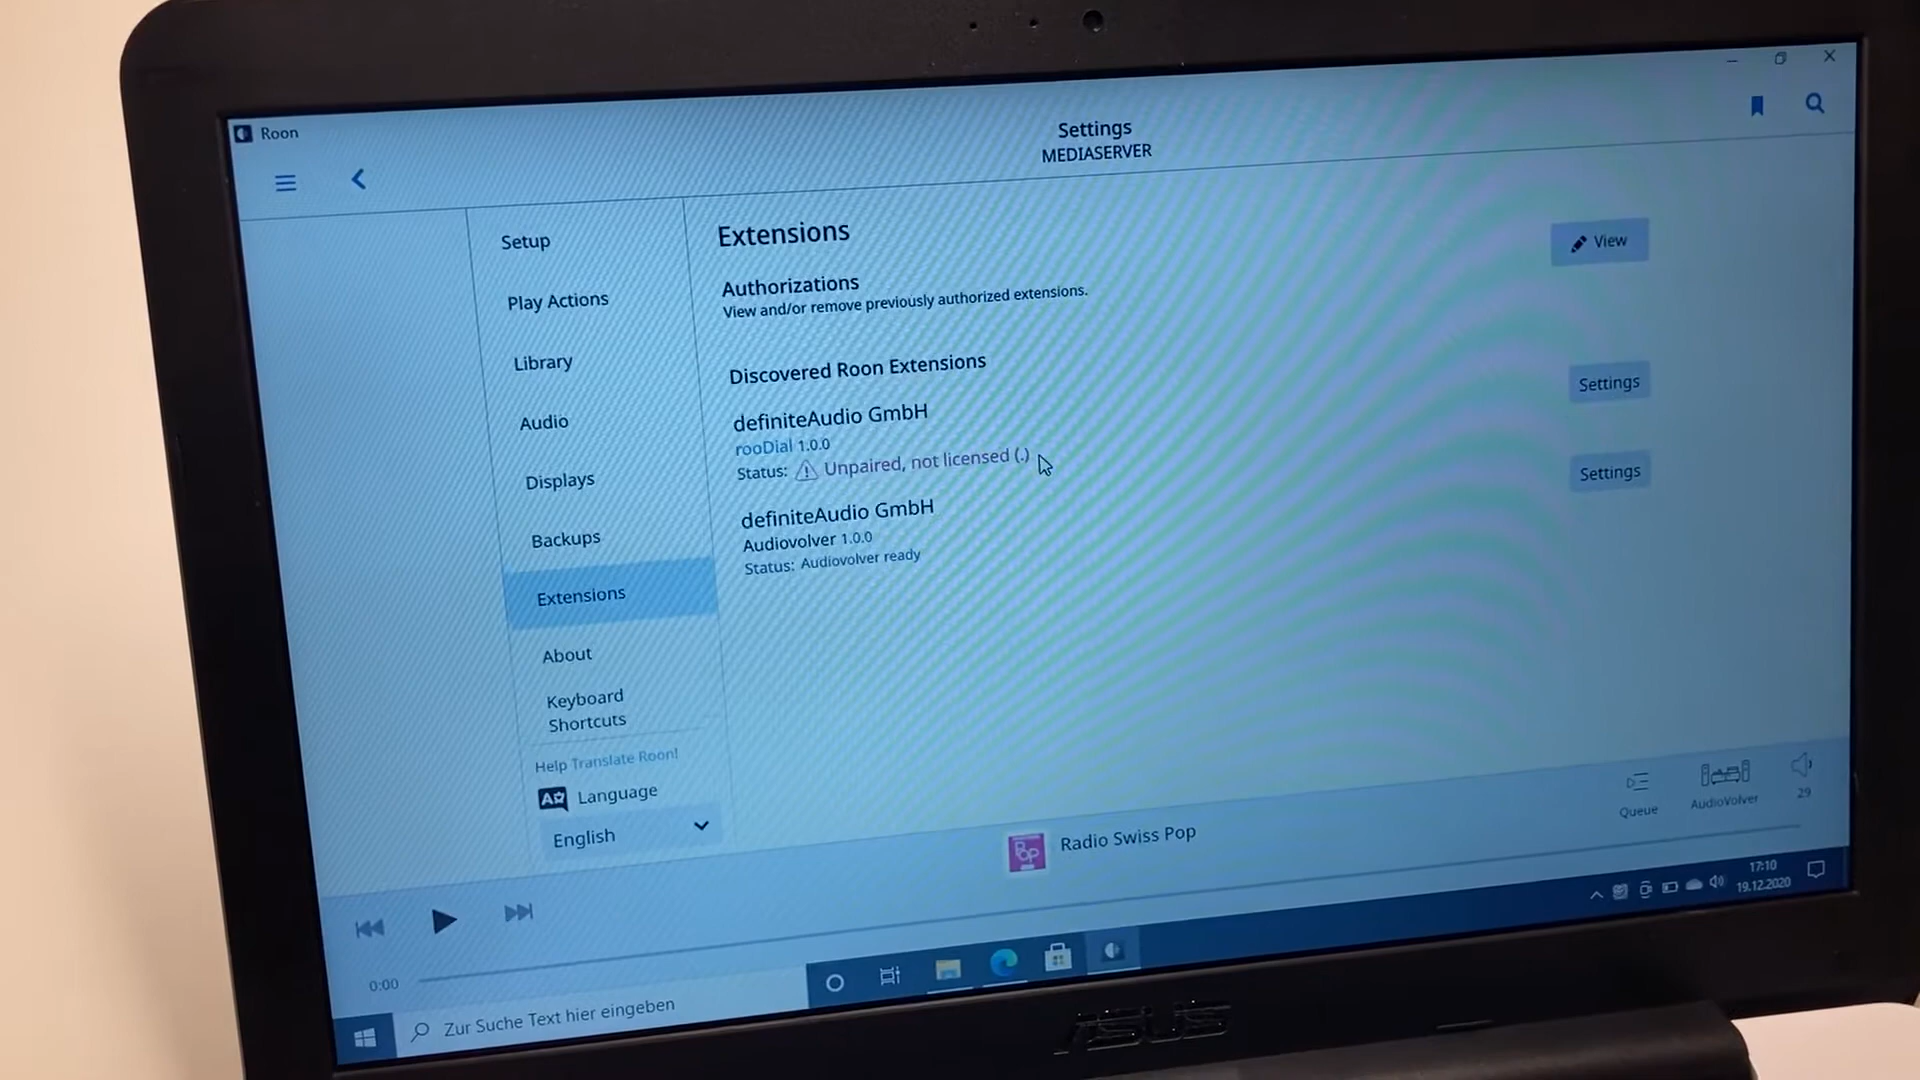 Roon
Settings
MEDIASERVER
Setup
Play Actions
Library
Audio
Displays
Backups
Extensions
About
Keyboard
Shortcuts
Help Translate Roon!
Language
English
Extensions
View
Authorizations
View and/or remove previously authorized extensions.
Discovered Roon Extensions
definiteAudio GmbH
Settings
rooDial 1.0.0
Status: Unpaired, not licensed (.)
definiteAudio GmbH
Settings
Audiovolver 1.0.0
Status: Audiovolver ready
POP
Radio Swiss Pop
Queue
AudioVolver
29
0:00
Zur Suche Text hier eingeben
17:10
19.12.2020
ASUS